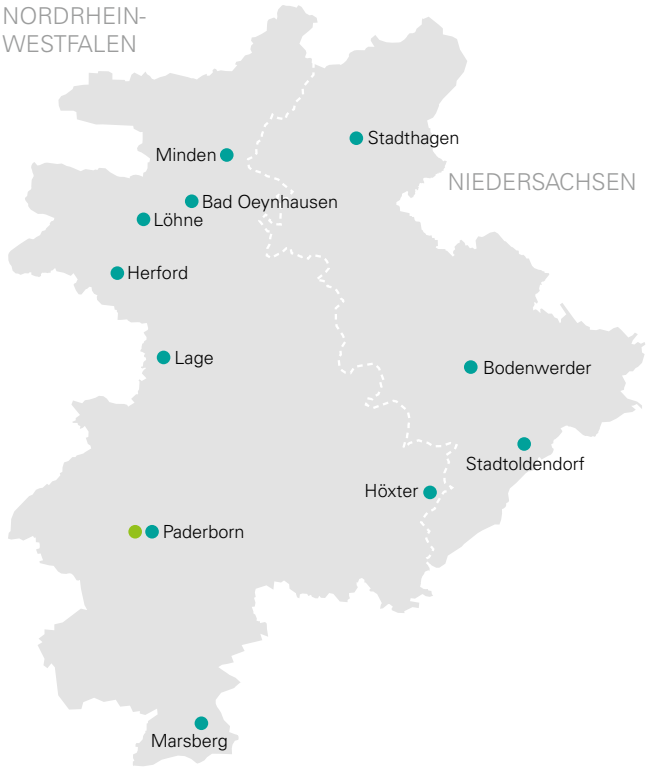 NORDRHEIN-
WESTFALEN
Stadthagen
Minden
NIEDERSACHSEN
Bad Oeynhausen
Löhne
Herford
Lage
Bodenwerder
Stadtoldendorf
Höxter
Paderborn
Marsberg